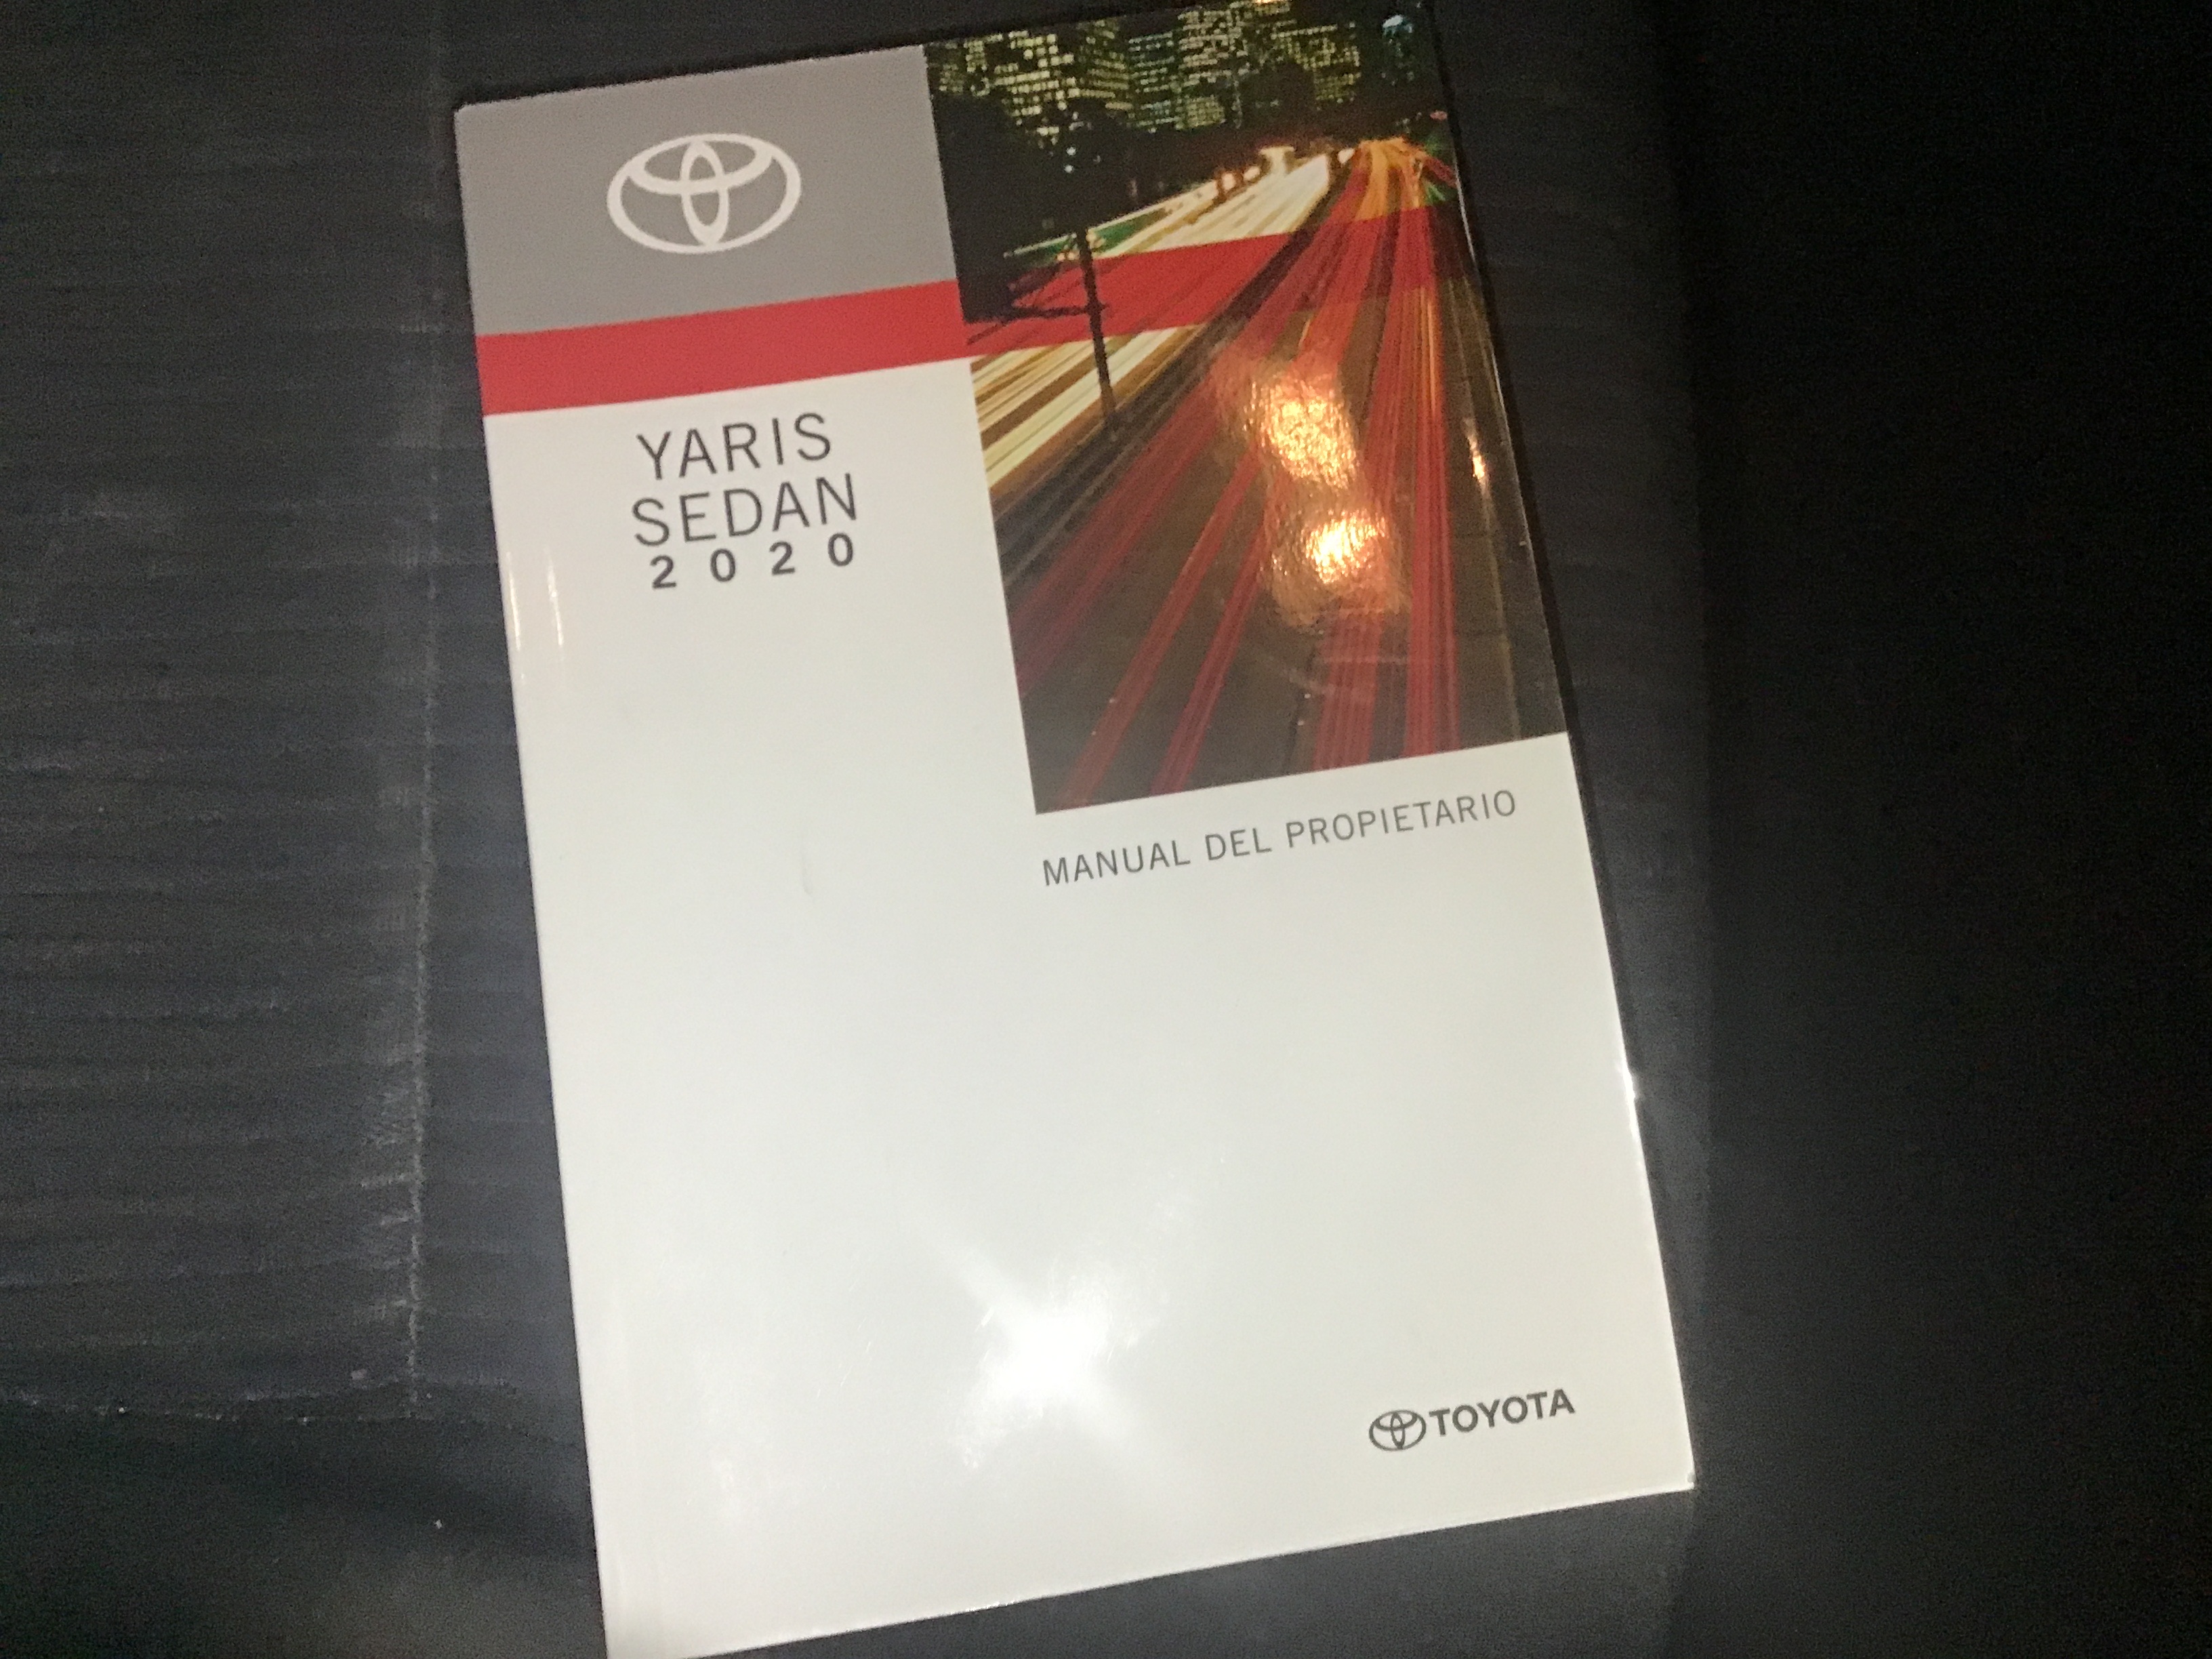 YARIS
SEDAN
2020
MANUAL DEL PROPIETARIO
TOYOTA